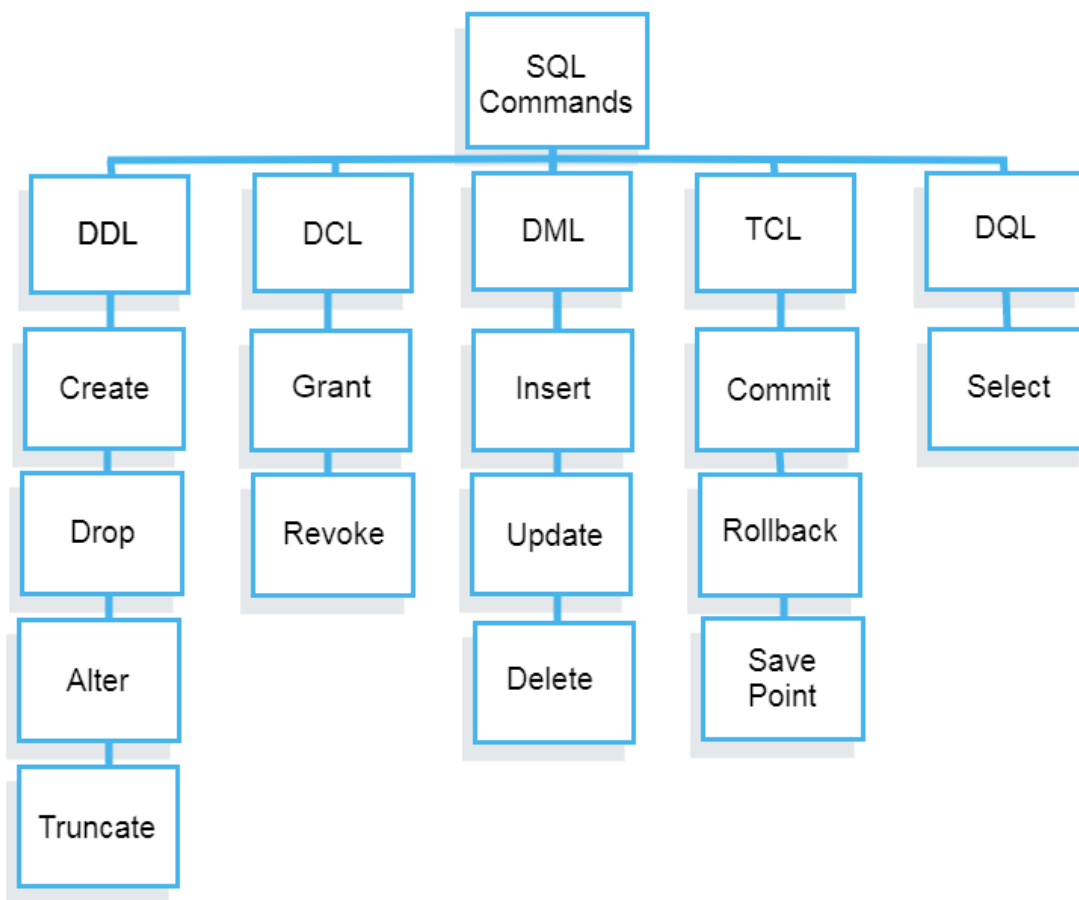 SQL
Commands
DDL
DCL
DML
TCL
DQL
Create
Grant
Insert
Commit
Select
Drop
Revoke
Update
Rollback
Alter
Delete
Save
Point
Truncate